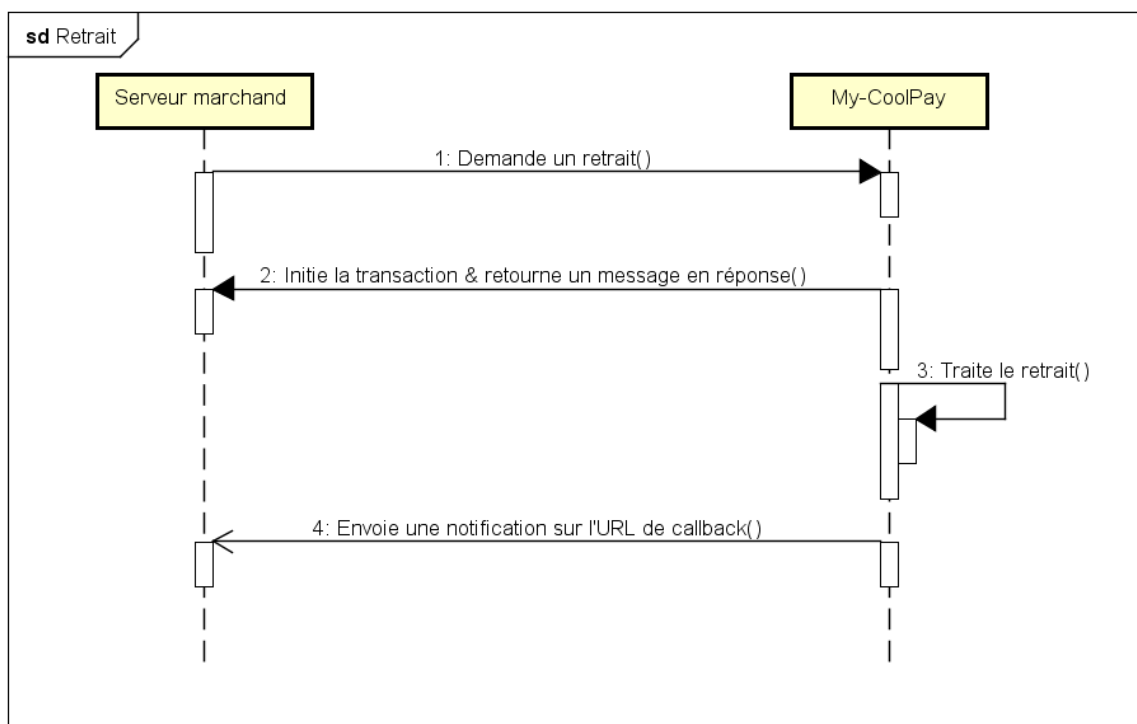 sd Retrait
Serveur marchand
My-CoolPay
1: Demande un retrait()
2: Initie la transaction & retourne un message en réponse()
3: Traite le retrait()
4: Envoie une notification sur l'URL de callback()